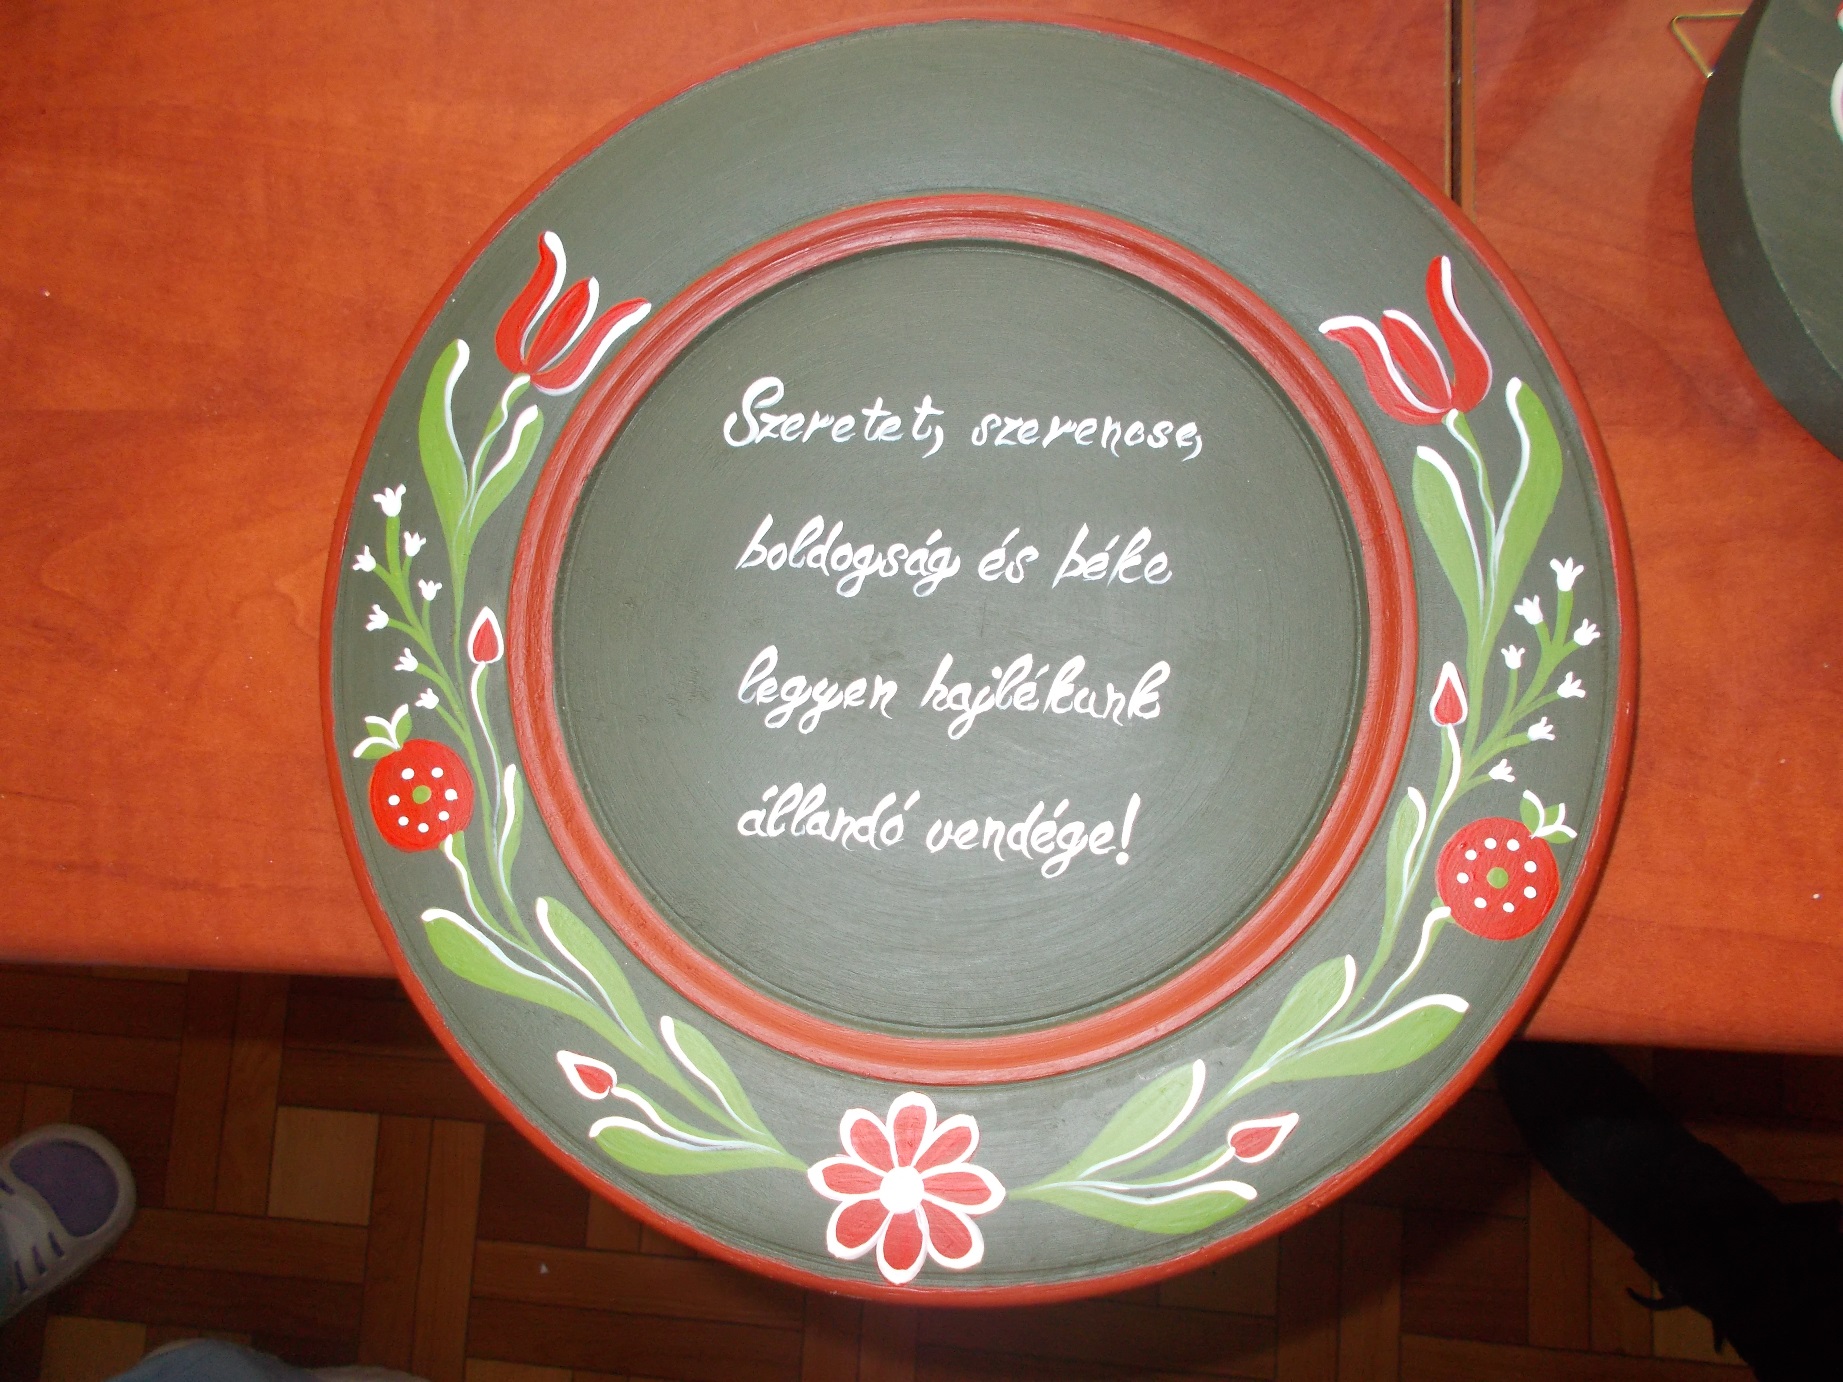 Szeretet, szerencse,
boldogság és béke
legyen hajlékunk
állandó vendége!